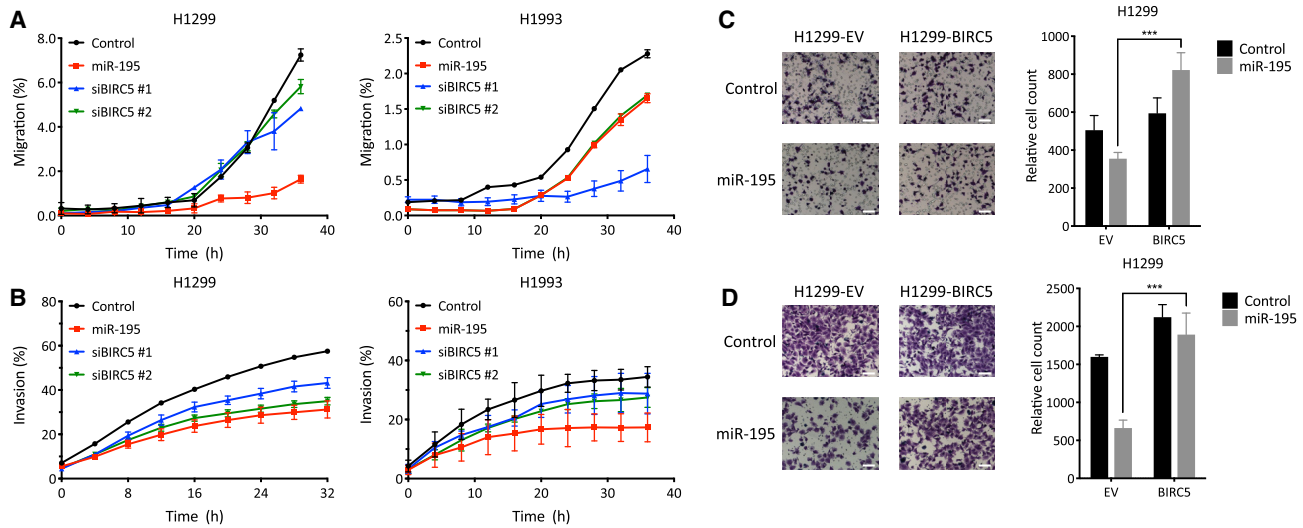 A
H1299
Migration (%)
8.0
6.0
4.0
2.0
0.0
Control
miR-195
siBIRC5 #1
siBIRC5 #2
0 10 20 30 40
Time (h)
H1993
Migration (%)
2.5
2.0
1.5
1.0
0.5
0.0
Control
miR-195
siBIRC5 #1
siBIRC5 #2
0 10 20 30 40
Time (h)
B
H1299
Invasion (%)
80
60
40
20
0
Control
miR-195
siBIRC5 #1
siBIRC5 #2
0 8 16 24 32
Time (h)
H1993
Invasion (%)
60
40
20
0
Control
miR-195
siBIRC5 #1
siBIRC5 #2
0 10 20 30 40
Time (h)
C
H1299-EV H1299-BIRC5
Control
miR-195
H1299
Relative cell count
1000
800
600
400
200
0
***
EV BIRC5
Control
miR-195
D
H1299-EV H1299-BIRC5
Control
miR-195
H1299
Relative cell count
2500
2000
1500
1000
500
0
***
EV BIRC5
Control
miR-195